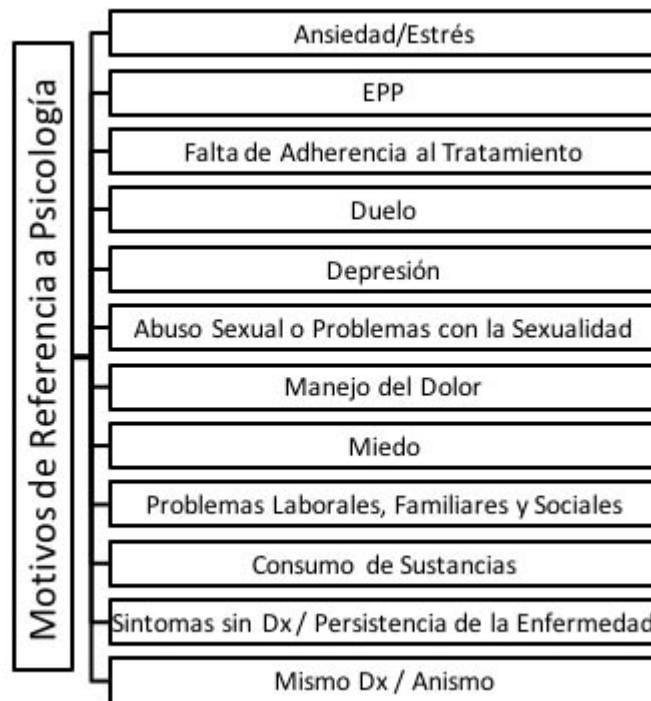 Motivos de Referencia a Psicología
Ansiedad/Estrés
EPP
Falta de Adherencia al Tratamiento
Duelo
Depresión
Abuso Sexual o Problemas con la Sexualidad
Manejo del Dolor
Miedo
Problemas Laborales, Familiares y Sociales
Consumo de Sustancias
Sintomas sin Dx / Persistencia de la Enfermedad
Mismo Dx / Anismo